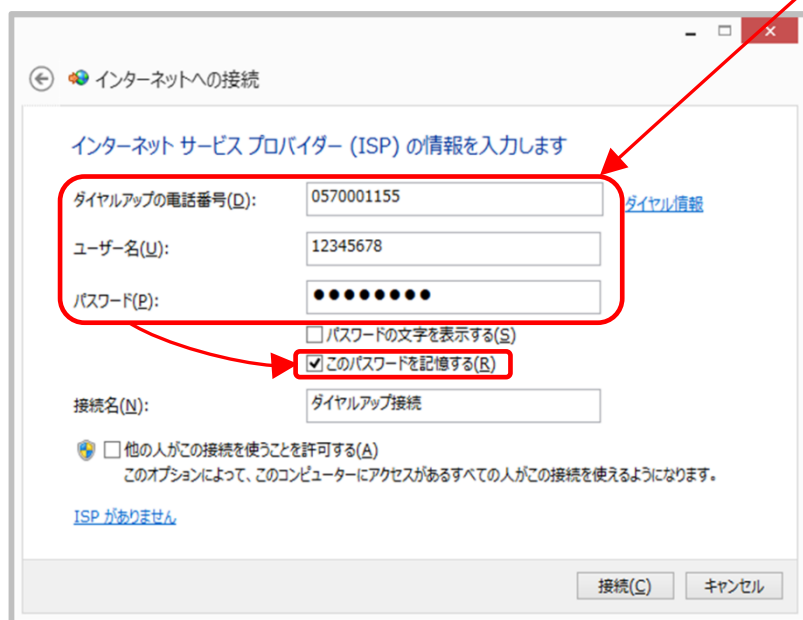 インターネットへの接続
インターネット サービス プロバイダー (ISP) の情報を入力します
ダイヤルアップの電話番号(D): 0570001155 ダイヤル情報
ユーザー名(U): 12345678
パスワード(P): ●●●●●●●●
パスワードの文字を表示する(S)
このパスワードを記憶する(R)
接続名(N): ダイヤルアップ接続
他の人がこの接続を使うことを許可する(A)
このオプションによって、このコンピューターにアクセスがあるすべての人がこの接続を使えるようになります。
ISP がありません
接続(C) キャンセル